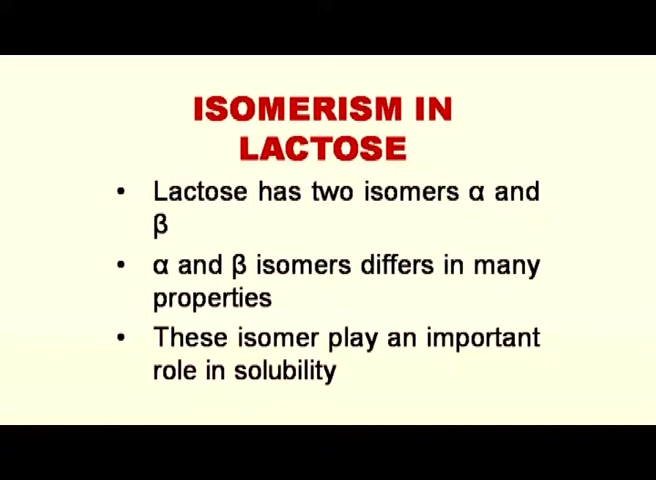 ISOMERISM IN
LACTOSE
• Lactose has two isomers α and
β
• α and β isomers differs in many
properties
• These isomer play an important
role in solubility